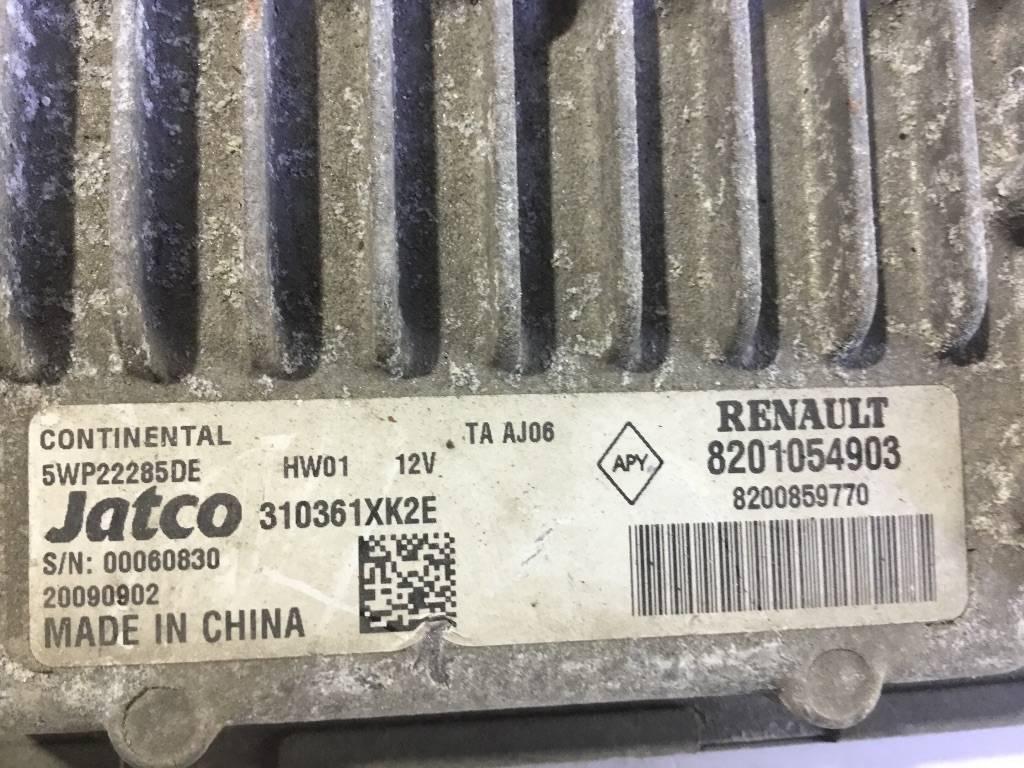 CONTINENTAL TA AJ06
5WP22285DE HW01 12V
Jatco 310361XK2E
S/N: 00060830
20090902
MADE IN CHINA
APY
RENAULT
8201054903
8200859770